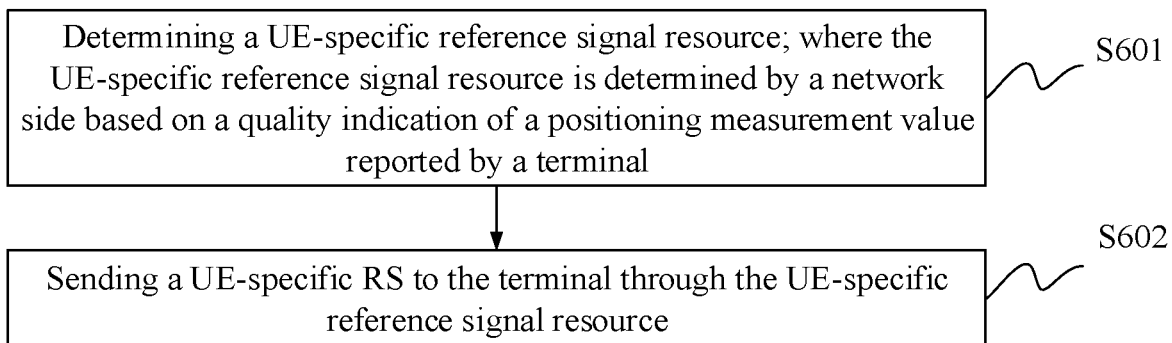 Determining a UE-specific reference signal resource; where the
UE-specific reference signal resource is determined by a network
side based on a quality indication of a positioning measurement value
reported by a terminal
S601
Sending a UE-specific RS to the terminal through the UE-specific
reference signal resource
S602